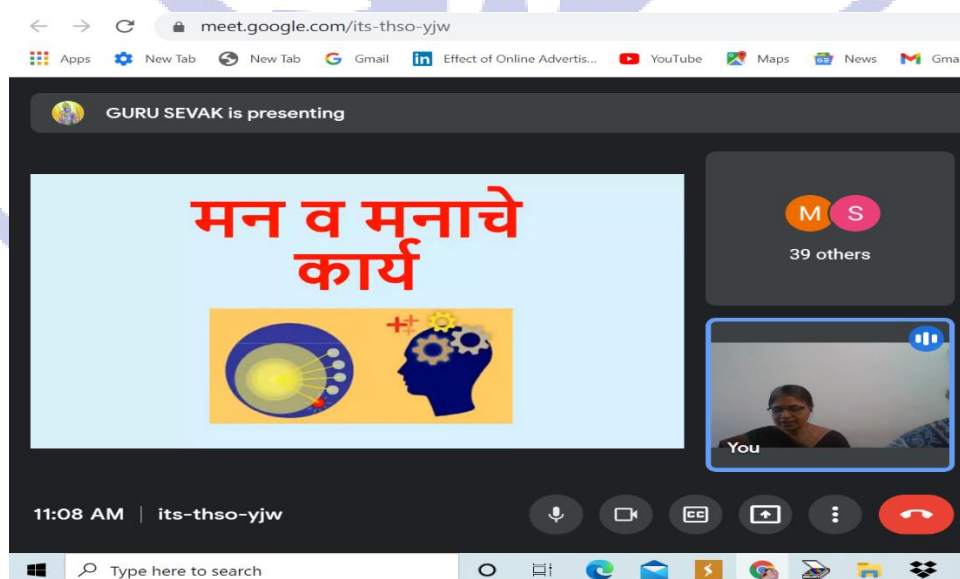 meet.google.com/its-thso-yjw
Apps New Tab New Tab Gmail Effect of Online Advertis... YouTube Maps News Gma
GURU SEVAK is presenting
मन व मनाचे
कार्य
M S
39 others
You
11:08 AM | its-thso-yjw
CC
Type here to search